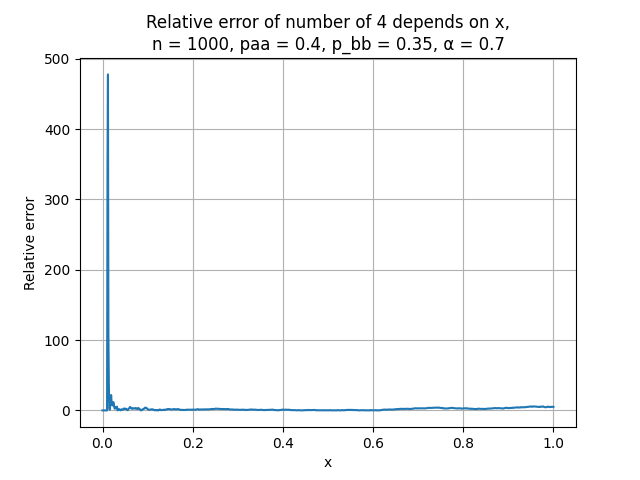 Relative error of number of 4 depends on x,
n = 1000, paa = 0.4, p_bb = 0.35, α = 0.7
500
400
300
200
100
0
Relative error
0.0 0.2 0.4 0.6 0.8 1.0
x